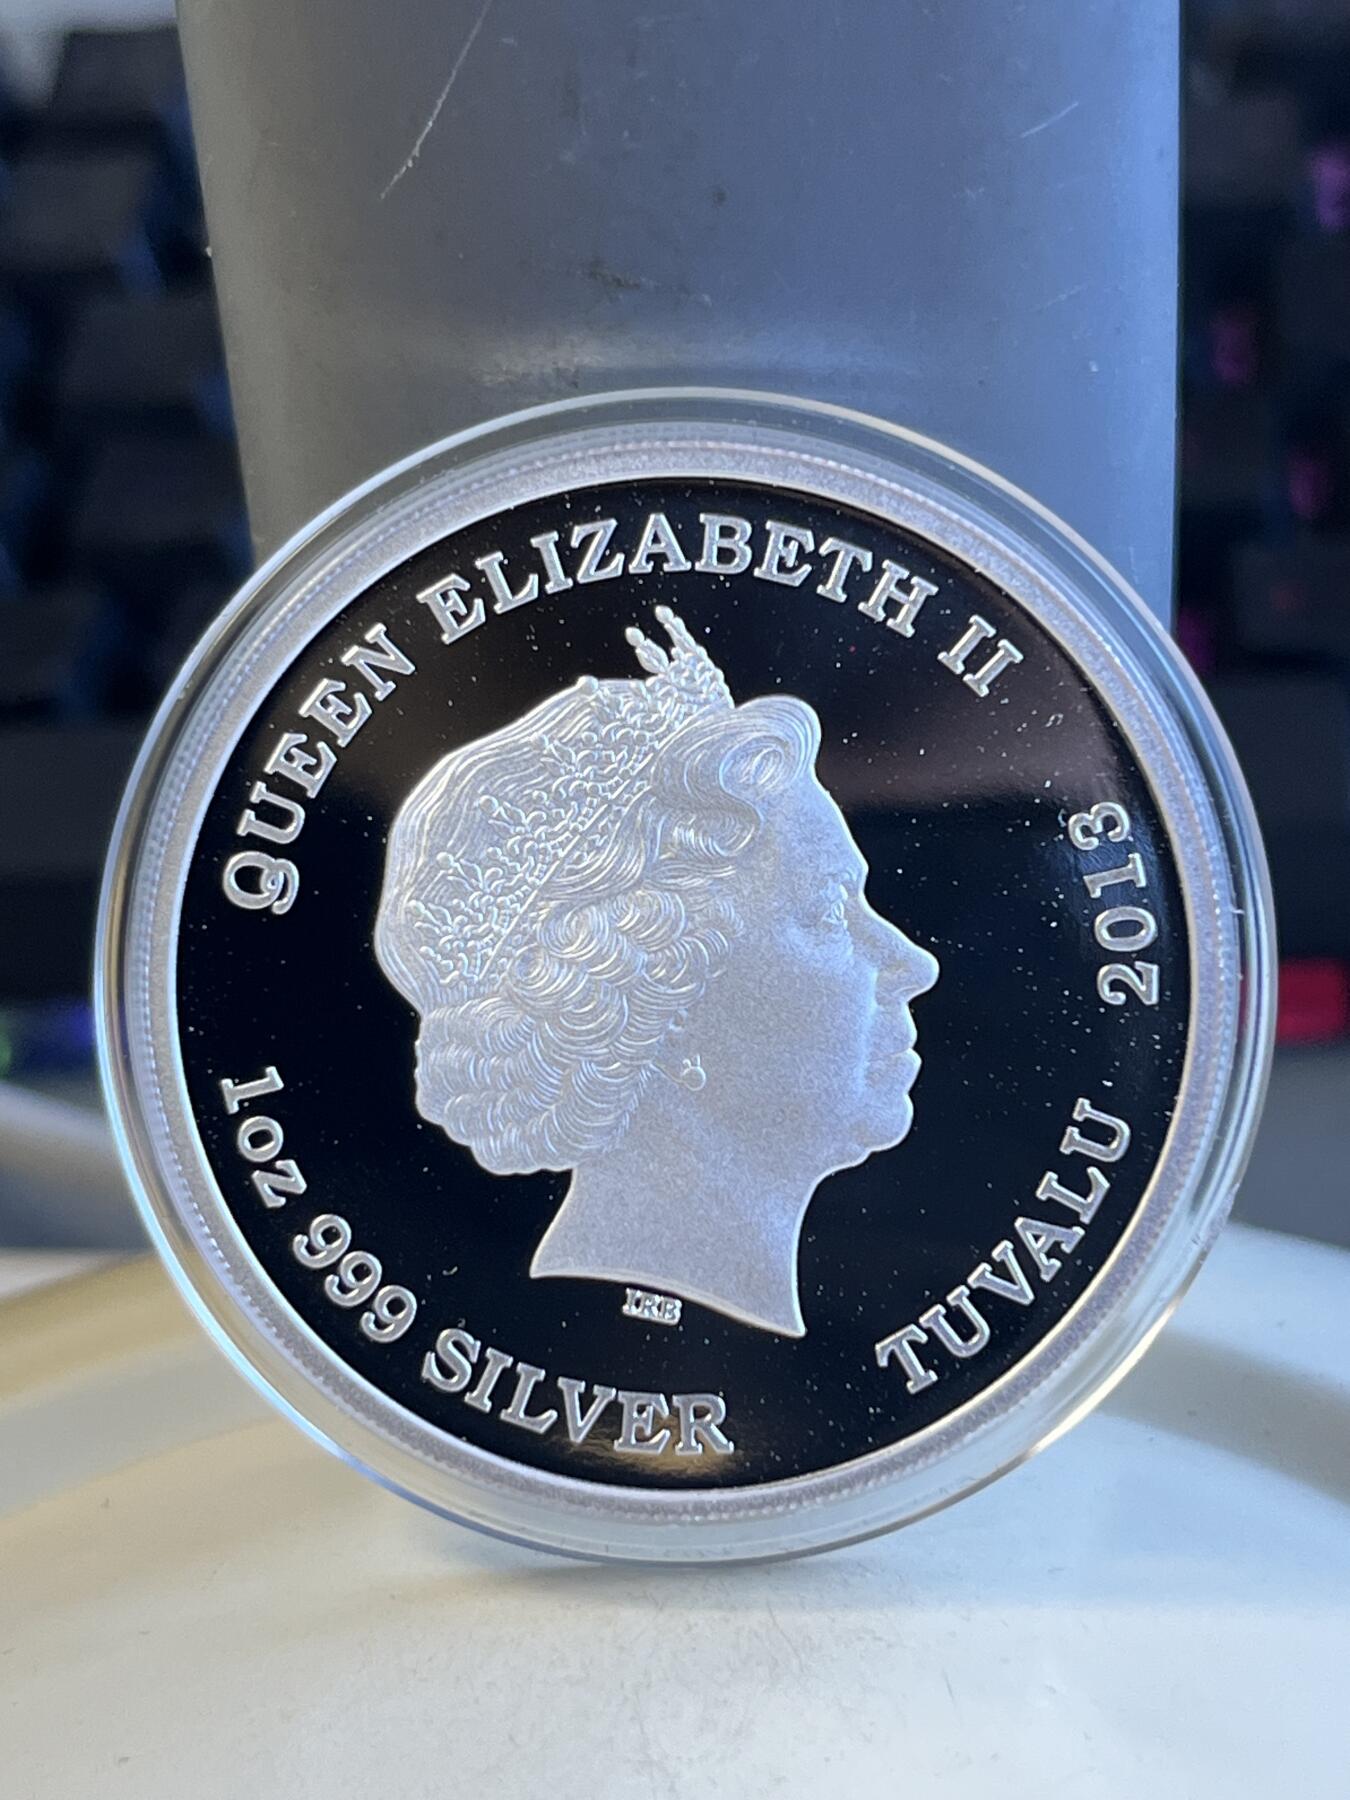 QUEEN ELIZABETH II
TUVALU 2013
1oz 999 SILVER
IRB